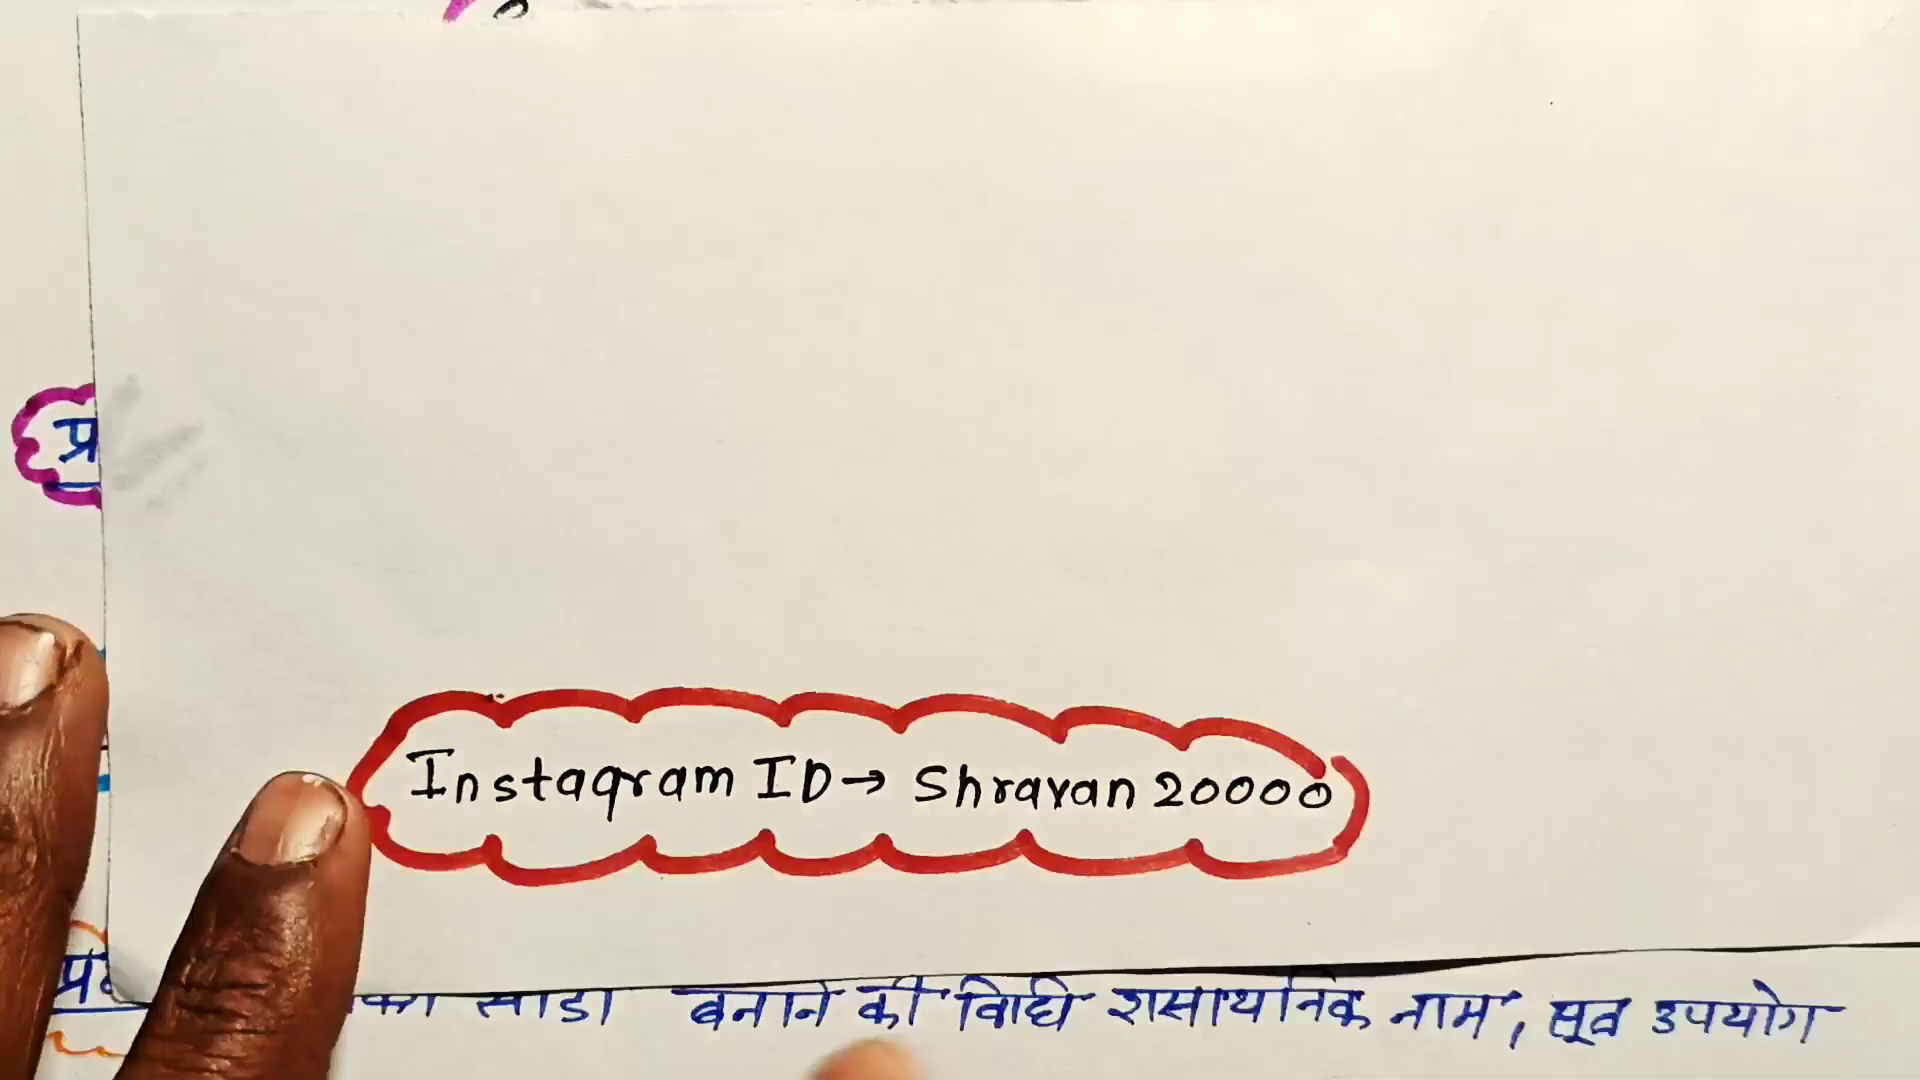 प्र
Instagram ID→ Shravan 20000
साडा बनाने की विधि रासायनिक नाम, सूत्र उपयोग